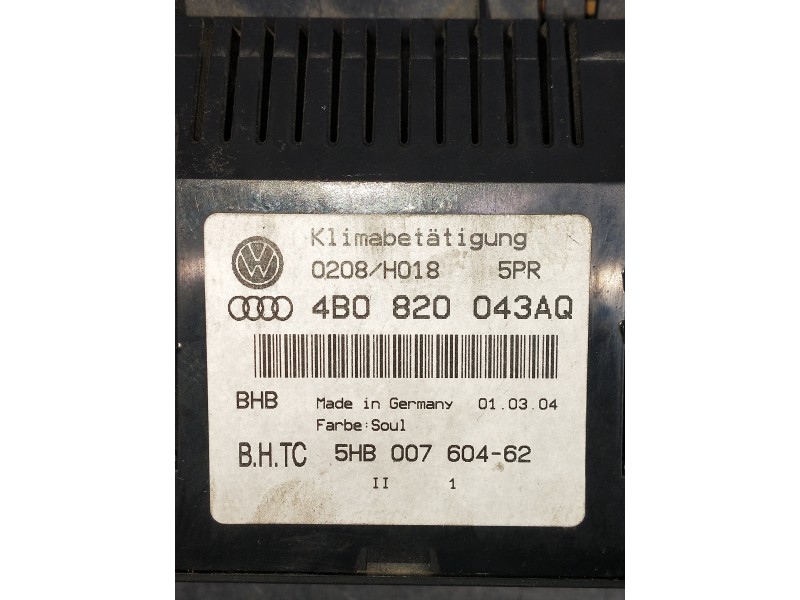 Klimabetätigung
0208/H018 5PR
4B0 820 043AQ
BHB Made in Germany 01.03.04
Farbe:Soul
B.H.TC 5HB 007 604-62
II 1